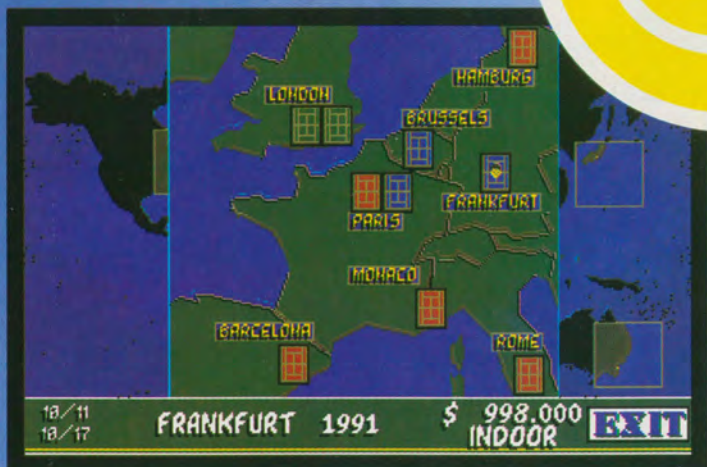 HAMBURG
LONDON
BRUSSELS
FRANKFURT
PARIS
MONACO
BARCELONA
ROME
10/11
10/17
FRANKFURT 1991
$ 998.000
INDOOR
EXIT